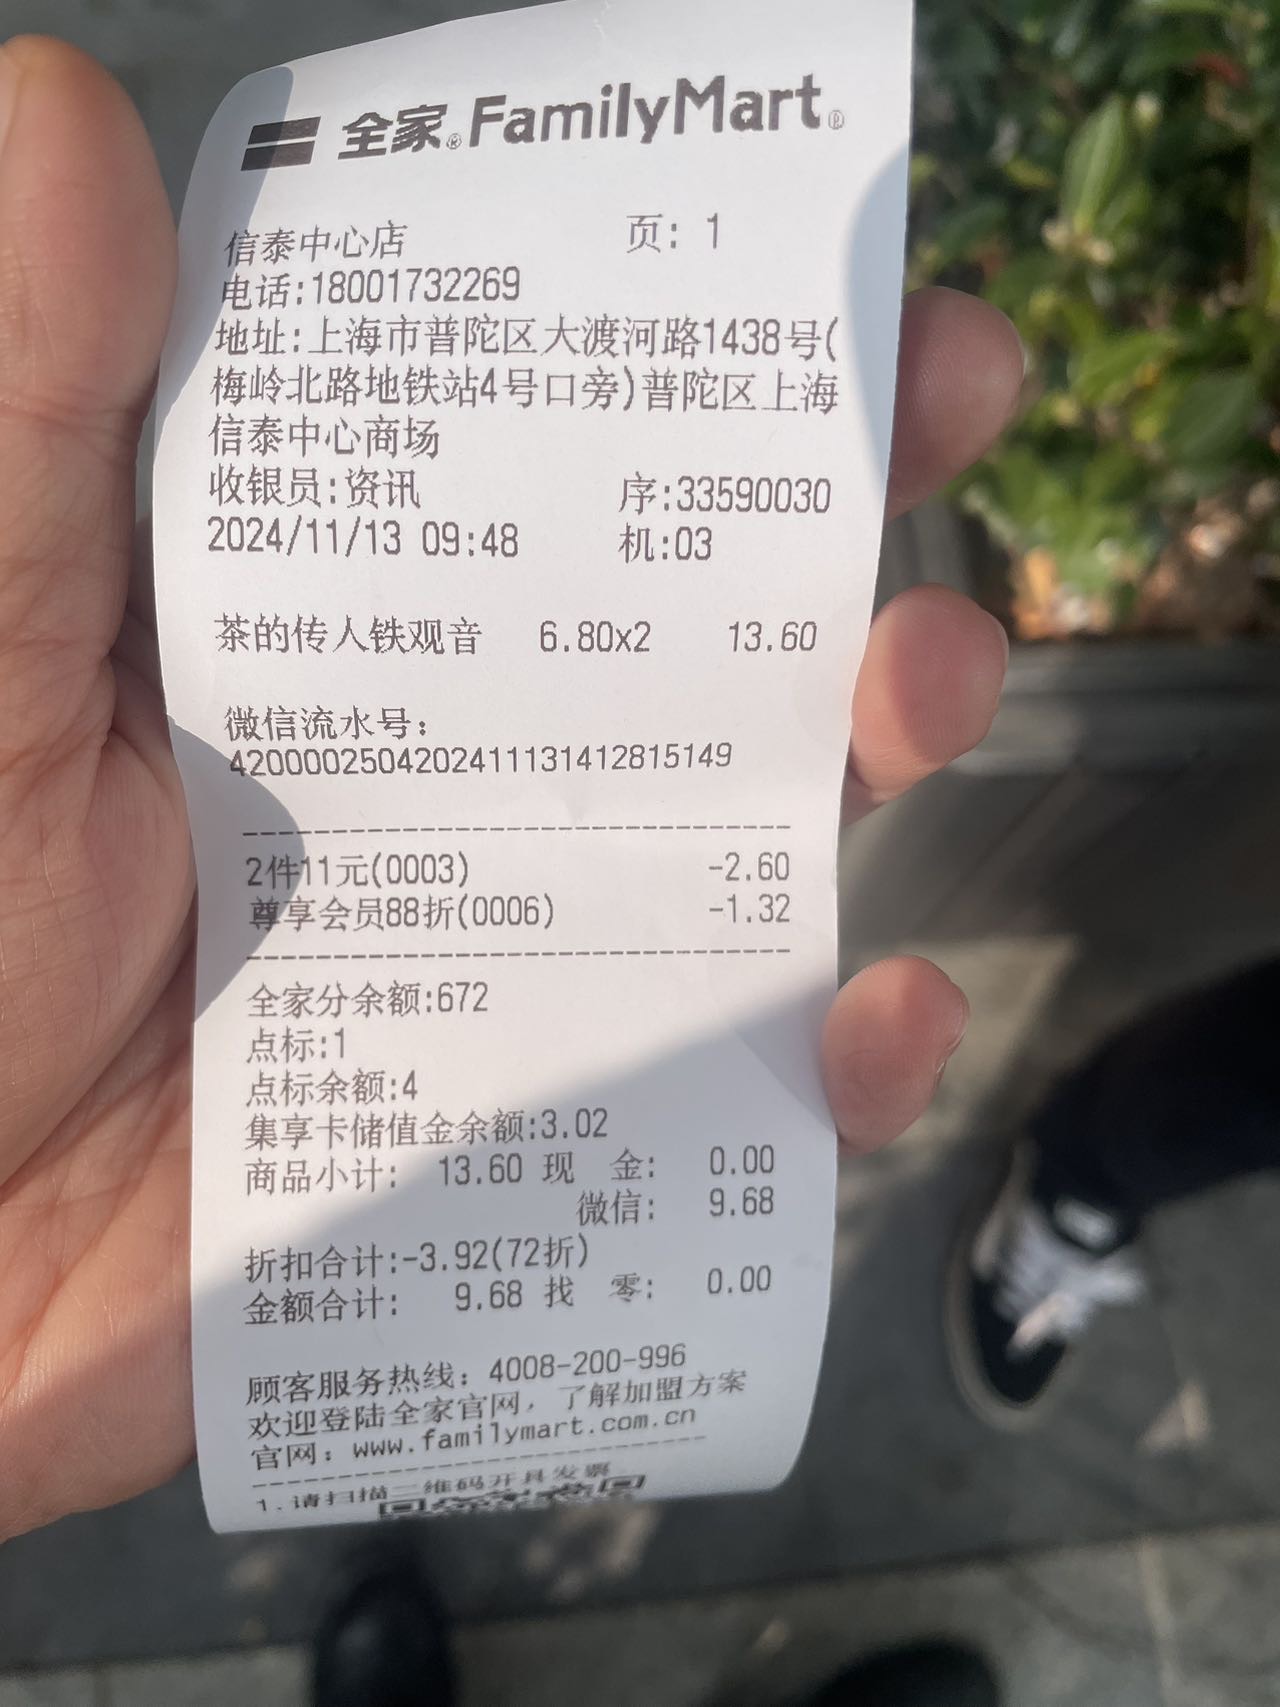 全家® FamilyMart®
信泰中心店 页: 1
电话:18001732269
地址:上海市普陀区大渡河路1438号(
梅岭北路地铁站4号口旁)普陀区上海
信泰中心商场
收银员:资讯 序:33590030
2024/11/13 09:48 机:03
茶的传人铁观音 6.80x2 13.60
微信流水号:
4200002504202411131412815149
2件11元(0003) -2.60
尊享会员88折(0006) -1.32
全家分余额:672
点标:1
点标余额:4
集享卡储值金余额:3.02
商品小计: 13.60 现 金: 0.00
微信: 9.68
折扣合计:-3.92(72折)
金额合计: 9.68 找 零: 0.00
顾客服务热线: 4008-200-996
欢迎登陆全家官网, 了解加盟方案
官网: www.familymart.com.cn
1.请扫描二维码开具发票